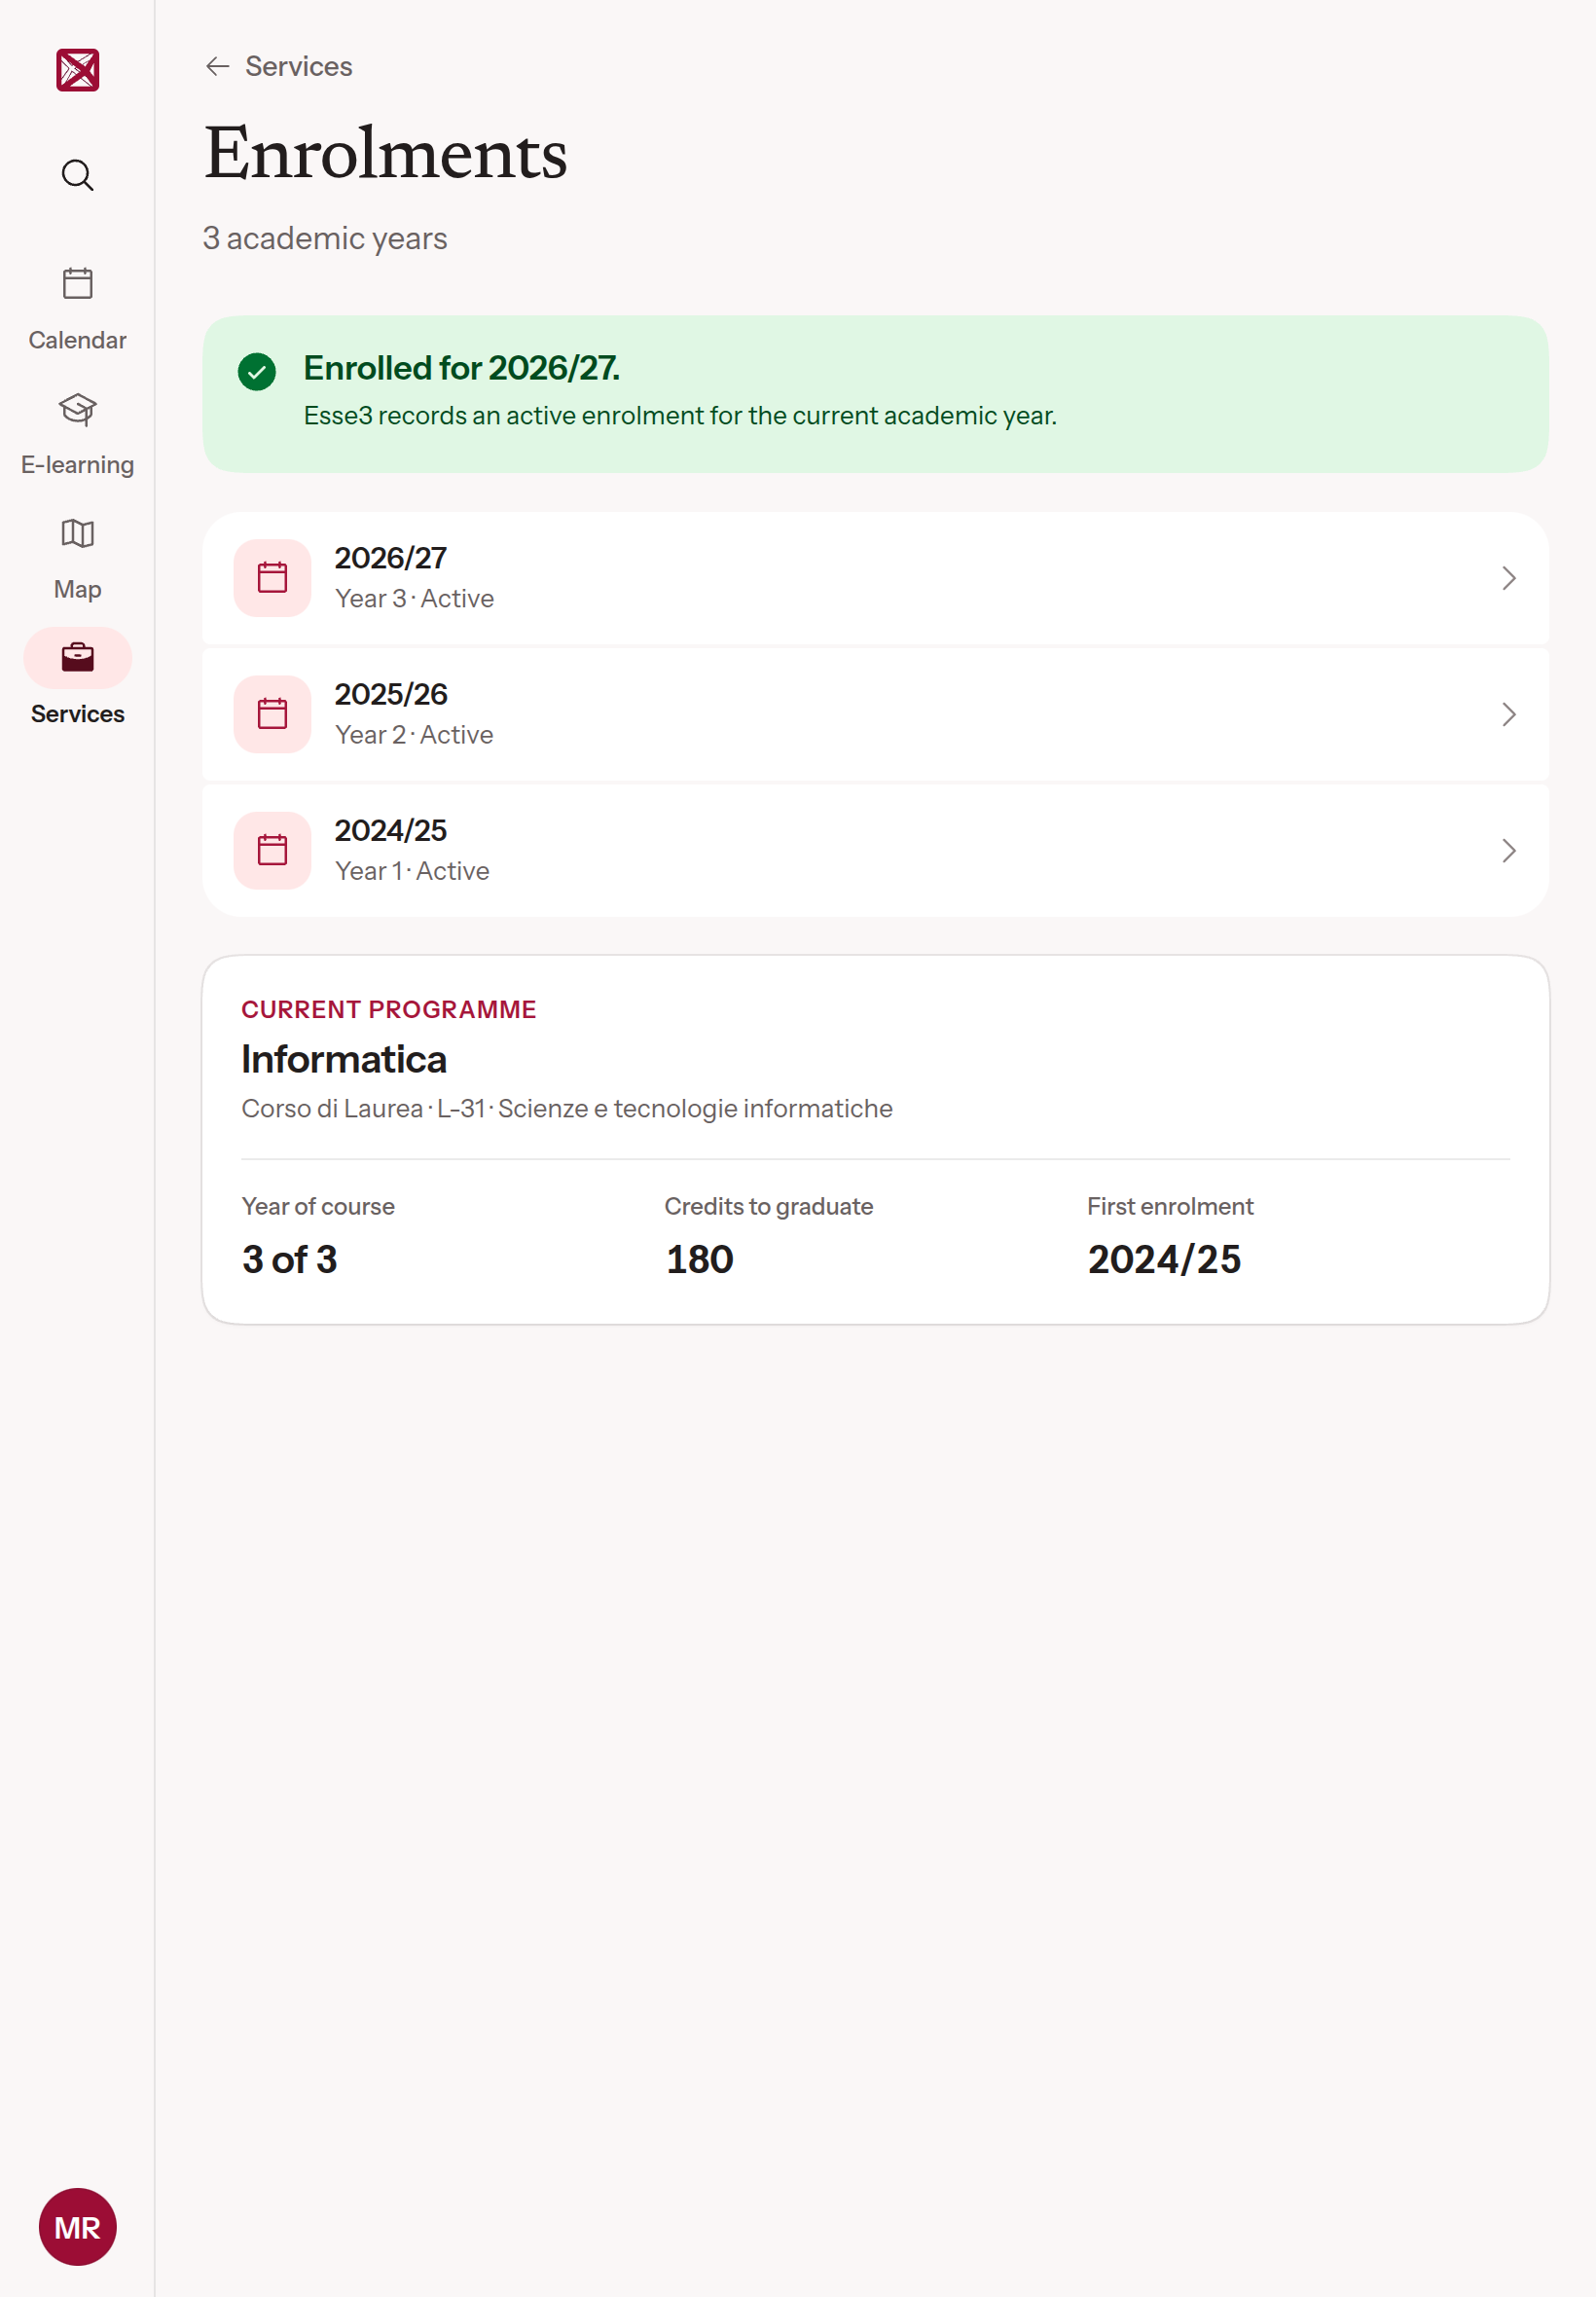 Services
Enrolments
3 academic years
Enrolled for 2026/27.
Esse3 records an active enrolment for the current academic year.
2026/27
Year 3 · Active
2025/26
Year 2 · Active
2024/25
Year 1 · Active
CURRENT PROGRAMME
Informatica
Corso di Laurea · L-31 · Scienze e tecnologie informatiche
Year of course
3 of 3
Credits to graduate
180
First enrolment
2024/25
Calendar
E-learning
Map
Services
MR